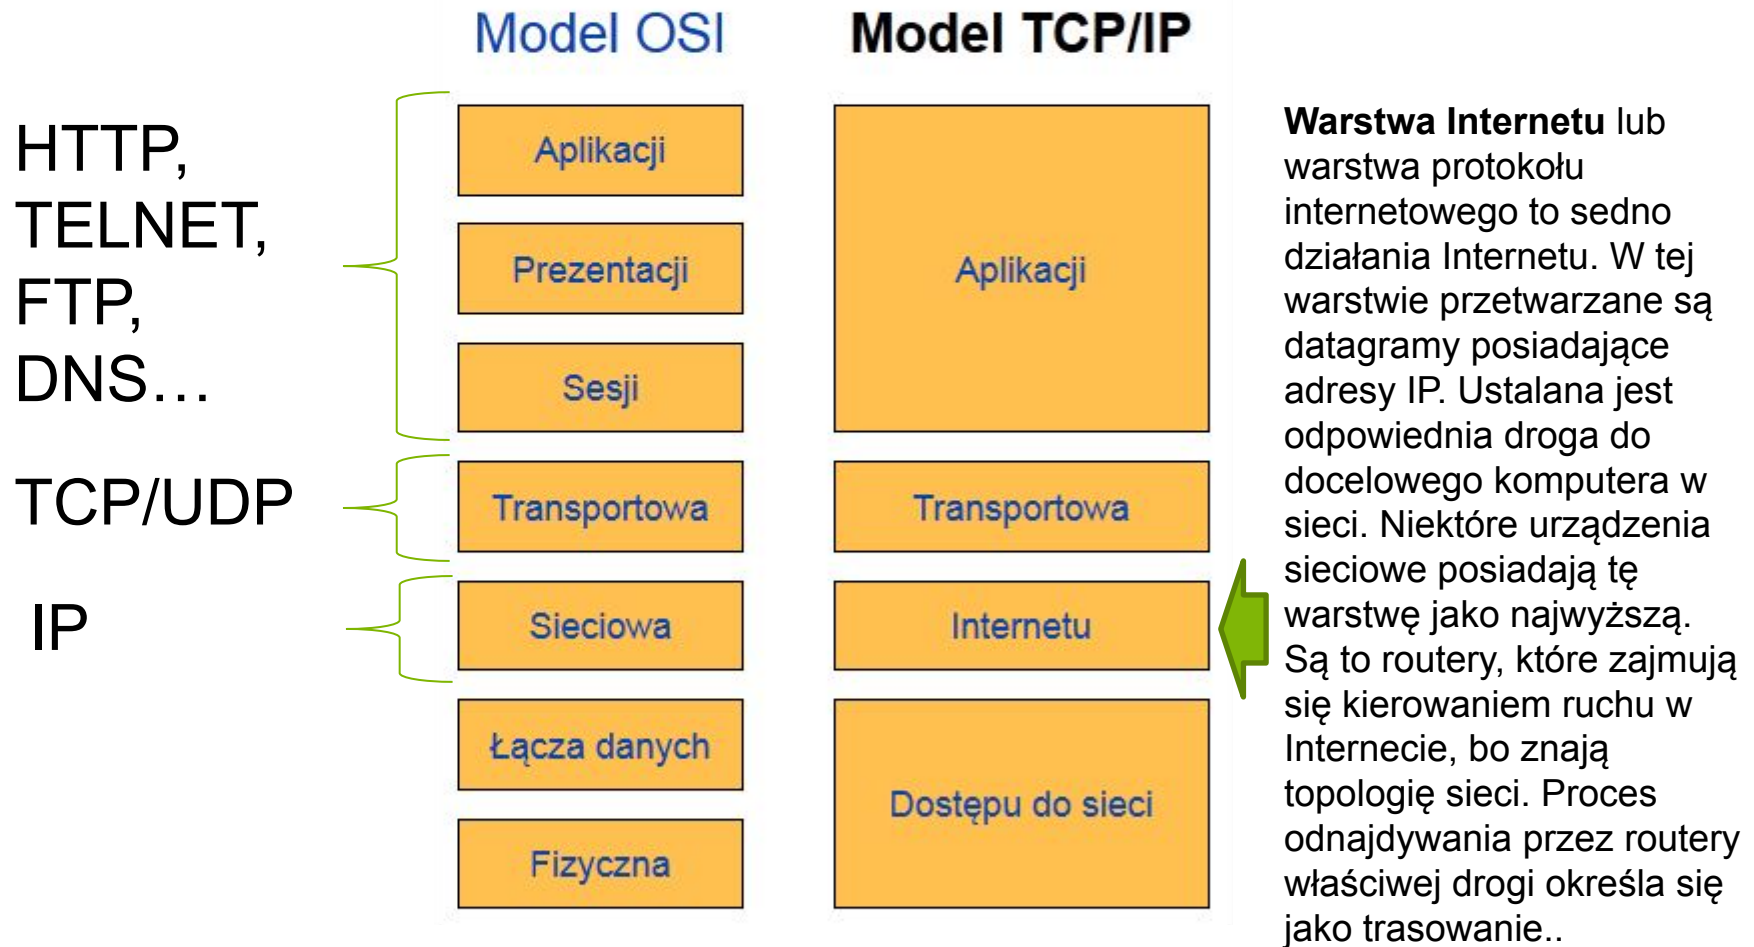 Model OSI
Model TCP/IP
HTTP,
TELNET,
FTP,
DNS…
TCP/UDP
IP
Aplikacji
Prezentacji
Sesji
Transportowa
Sieciowa
Łącza danych
Fizyczna
Aplikacji
Transportowa
Internetu
Dostępu do sieci
Warstwa Internetu lub
warstwa protokołu
internetowego to sedno
działania Internetu. W tej
warstwie przetwarzane są
datagramy posiadające
adresy IP. Ustalana jest
odpowiednia droga do
docelowego komputera w
sieci. Niektóre urządzenia
sieciowe posiadają tę
warstwę jako najwyższą.
Są to routery, które zajmują
się kierowaniem ruchu w
Internecie, bo znają
topologię sieci. Proces
odnajdywania przez routery
właściwej drogi określa się
jako trasowanie..